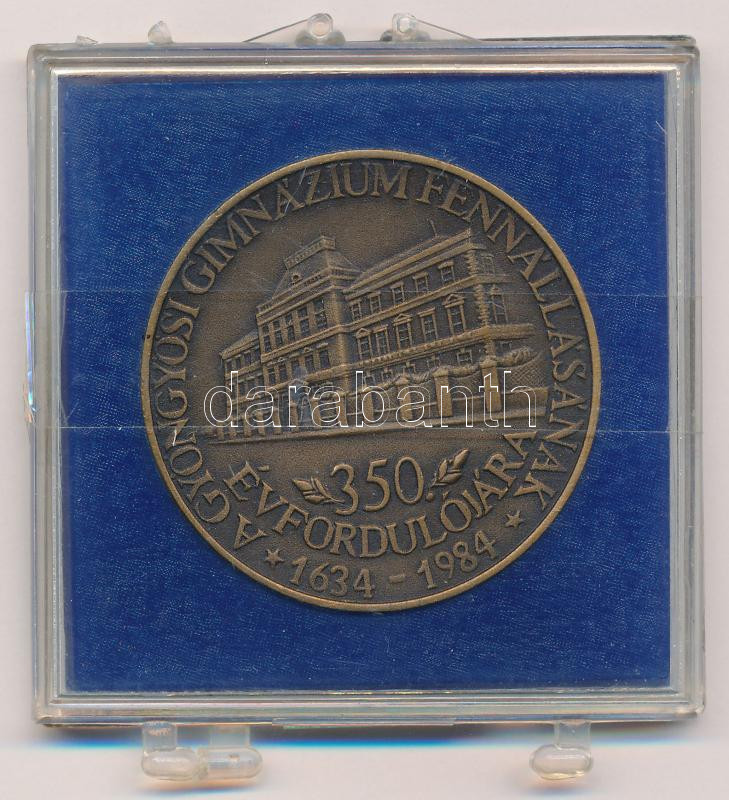 A GYÖNGYÖSI GIMNÁZIUM FENNÁLLÁSÁNAK
350.
ÉVFORDULÓJÁRA
1634 - 1984
darabanth